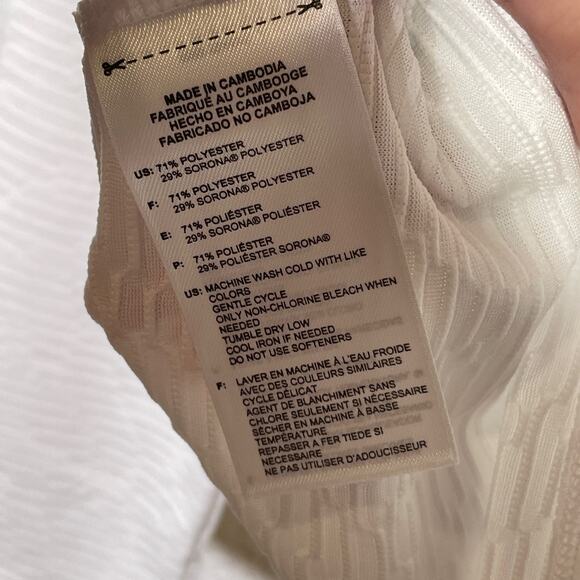 MADE IN CAMBODIA
FABRIQUÉ AU CAMBODGE
HECHO EN CAMBOYA
FABRICADO NO CAMBOJA
US: 71% POLYESTER
29% SORONA® POLYESTER
F: 71% POLYESTER
29% SORONA® POLYESTER
E: 71% POLIÉSTER
29% SORONA® POLIÉSTER
P: 71% POLIÉSTER
29% POLIÉSTER SORONA®
US: MACHINE WASH COLD WITH LIKE
COLORS
GENTLE CYCLE
ONLY NON-CHLORINE BLEACH WHEN
NEEDED
TUMBLE DRY LOW
COOL IRON IF NEEDED
DO NOT USE SOFTENERS
F: LAVER EN MACHINE À L'EAU FROIDE
AVEC DES COULEURS SIMILAIRES
CYCLE DÉLICAT
AGENT DE BLANCHIMENT SANS
CHLORE SEULEMENT SI NÉCESSAIRE
SÉCHER EN MACHINE À BASSE
TEMPÉRATURE
REPASSER A FER TIEDE SI
NECESSAIRE
NE PAS UTILISER D'ADOUCISSEUR